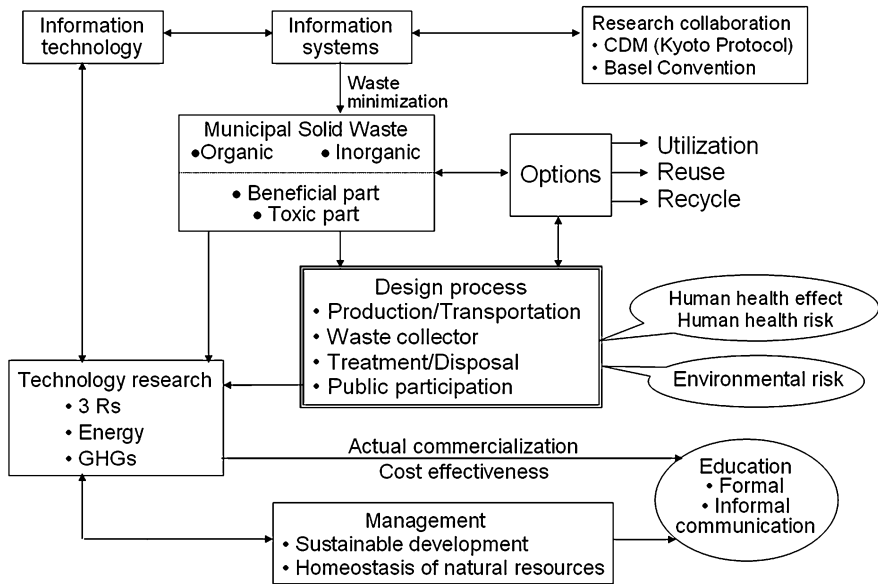 Information
technology
Information
systems
Research collaboration
• CDM (Kyoto Protocol)
• Basel Convention
Waste
minimization
Municipal Solid Waste
●Organic ● Inorganic
● Beneficial part
● Toxic part
Options
Utilization
Reuse
Recycle
Design process
• Production/Transportation
• Waste collector
• Treatment/Disposal
• Public participation
Human health effect
Human health risk
Environmental risk
Technology research
• 3 Rs
• Energy
• GHGs
Actual commercialization
Cost effectiveness
Education
• Formal
• Informal
communication
Management
• Sustainable development
• Homeostasis of natural resources